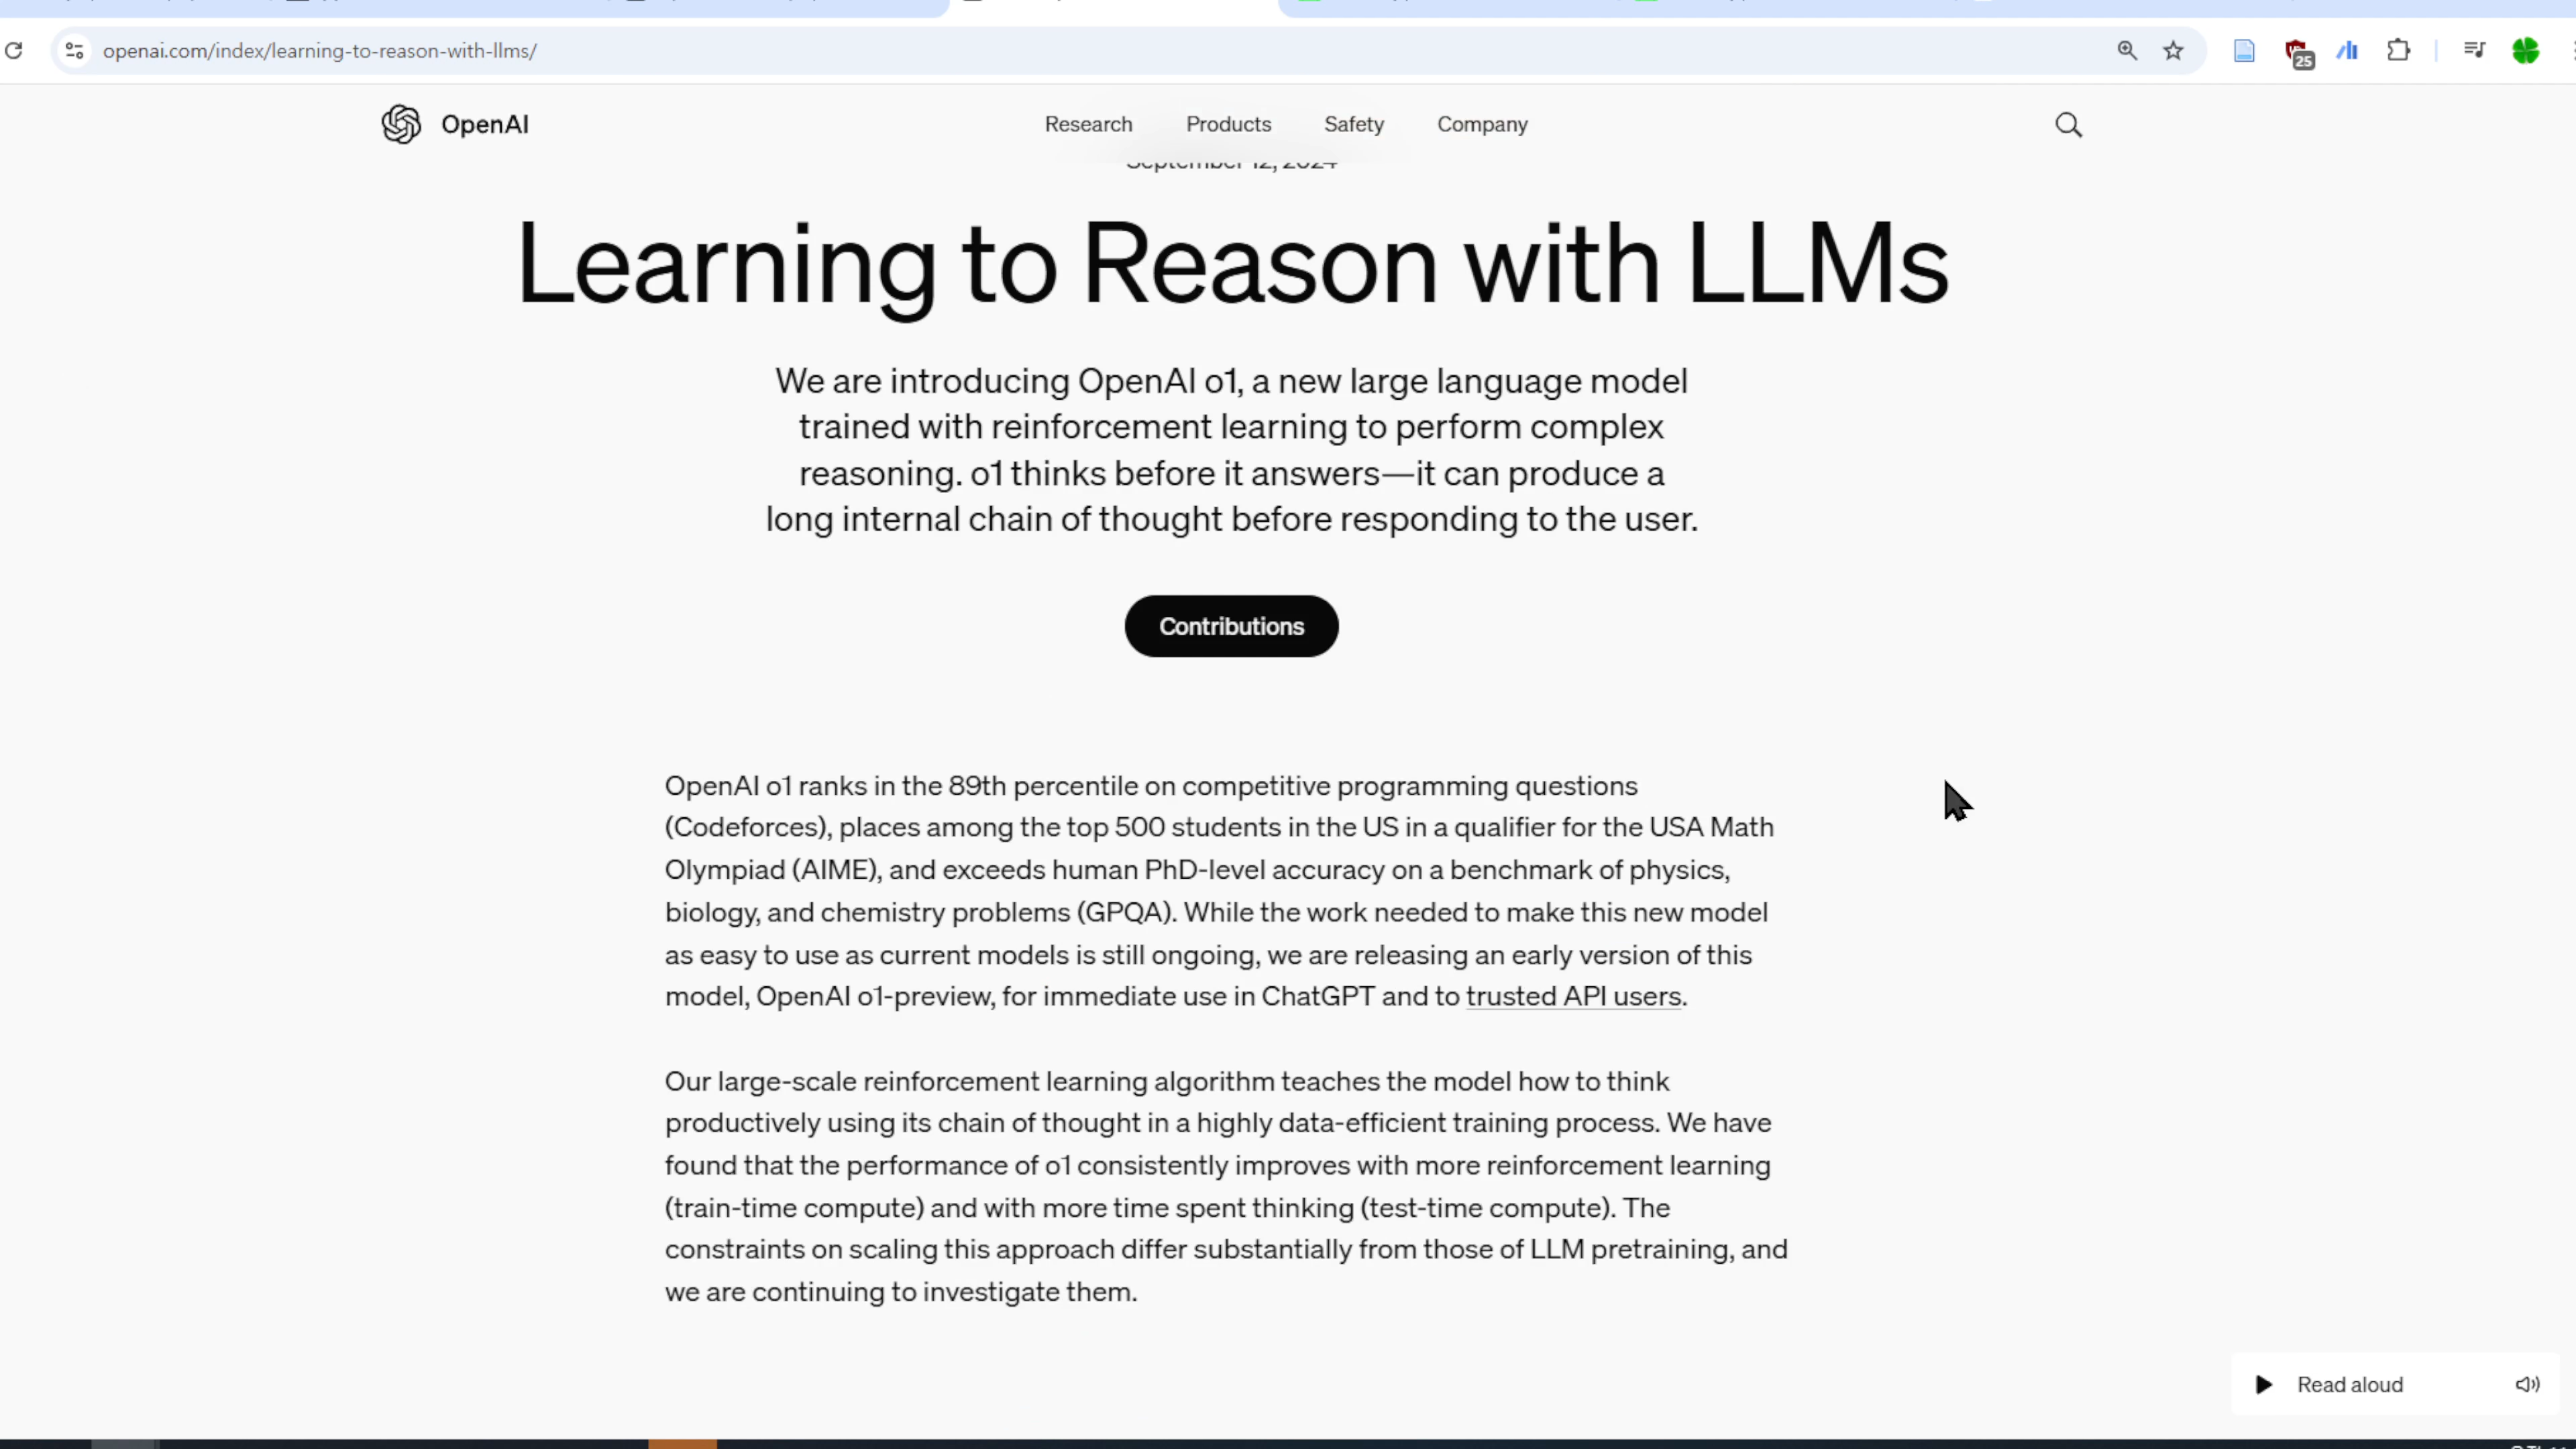 openai.com/index/learning-to-reason-with-llms/
25
OpenAI
Research Products Safety Company
September 12, 2024
Learning to Reason with LLMs
We are introducing OpenAI o1, a new large language model
trained with reinforcement learning to perform complex
reasoning. o1 thinks before it answers—it can produce a
long internal chain of thought before responding to the user.
Contributions
OpenAI o1 ranks in the 89th percentile on competitive programming questions
(Codeforces), places among the top 500 students in the US in a qualifier for the USA Math
Olympiad (AIME), and exceeds human PhD-level accuracy on a benchmark of physics,
biology, and chemistry problems (GPQA). While the work needed to make this new model
as easy to use as current models is still ongoing, we are releasing an early version of this
model, OpenAI o1-preview, for immediate use in ChatGPT and to trusted API users.
Our large-scale reinforcement learning algorithm teaches the model how to think
productively using its chain of thought in a highly data-efficient training process. We have
found that the performance of o1 consistently improves with more reinforcement learning
(train-time compute) and with more time spent thinking (test-time compute). The
constraints on scaling this approach differ substantially from those of LLM pretraining, and
we are continuing to investigate them.
Read aloud